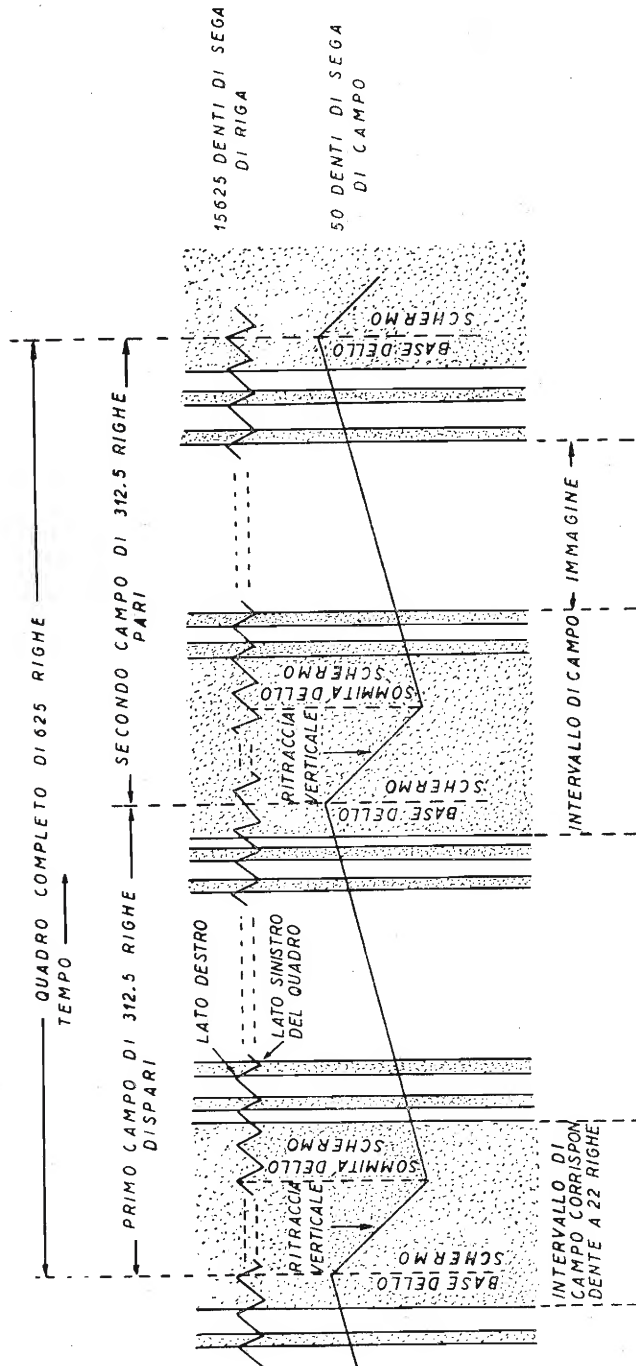 QUADRO COMPLETO DI 625 RIGHE
TEMPO
PRIMO CAMPO DI 312.5 RIGHE
DISPARI
SECONDO CAMPO DI 312.5 RIGHE
PARI
15625 DENTI DI SEGA
DI RIGA
50 DENTI DI SEGA
DI CAMPO
LATO DESTRO
LATO SINISTRO
DEL QUADRO
BASE DELLO
SCHERMO
RITRACCIA
VERTICALE
SOMMITA DELLO
SCHERMO
BASE DELLO
SCHERMO
RITRACCIA
VERTICALE
SOMMITA DELLO
SCHERMO
BASE DELLO
SCHERMO
INTERVALLO DI
CAMPO CORRISPON
DENTE A 22 RIGHE
INTERVALLO DI CAMPO
IMMAGINE